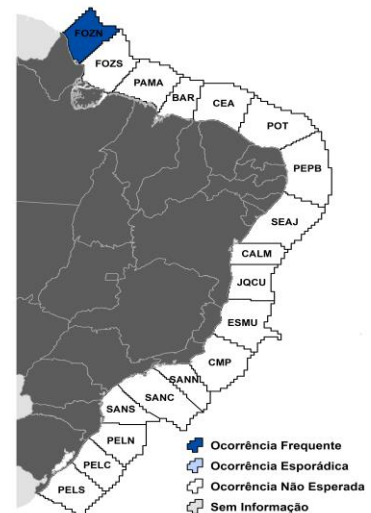 FOZN
FOZS
PAMA
BAR
CEA
POT
PEPB
SEAJ
CALM
JQCU
ESMU
CMP
SANN
SANC
SANS
PELN
PELC
PELS
Ocorrência Frequente
Ocorrência Esporádica
Ocorrência Não Esperada
Sem Informação